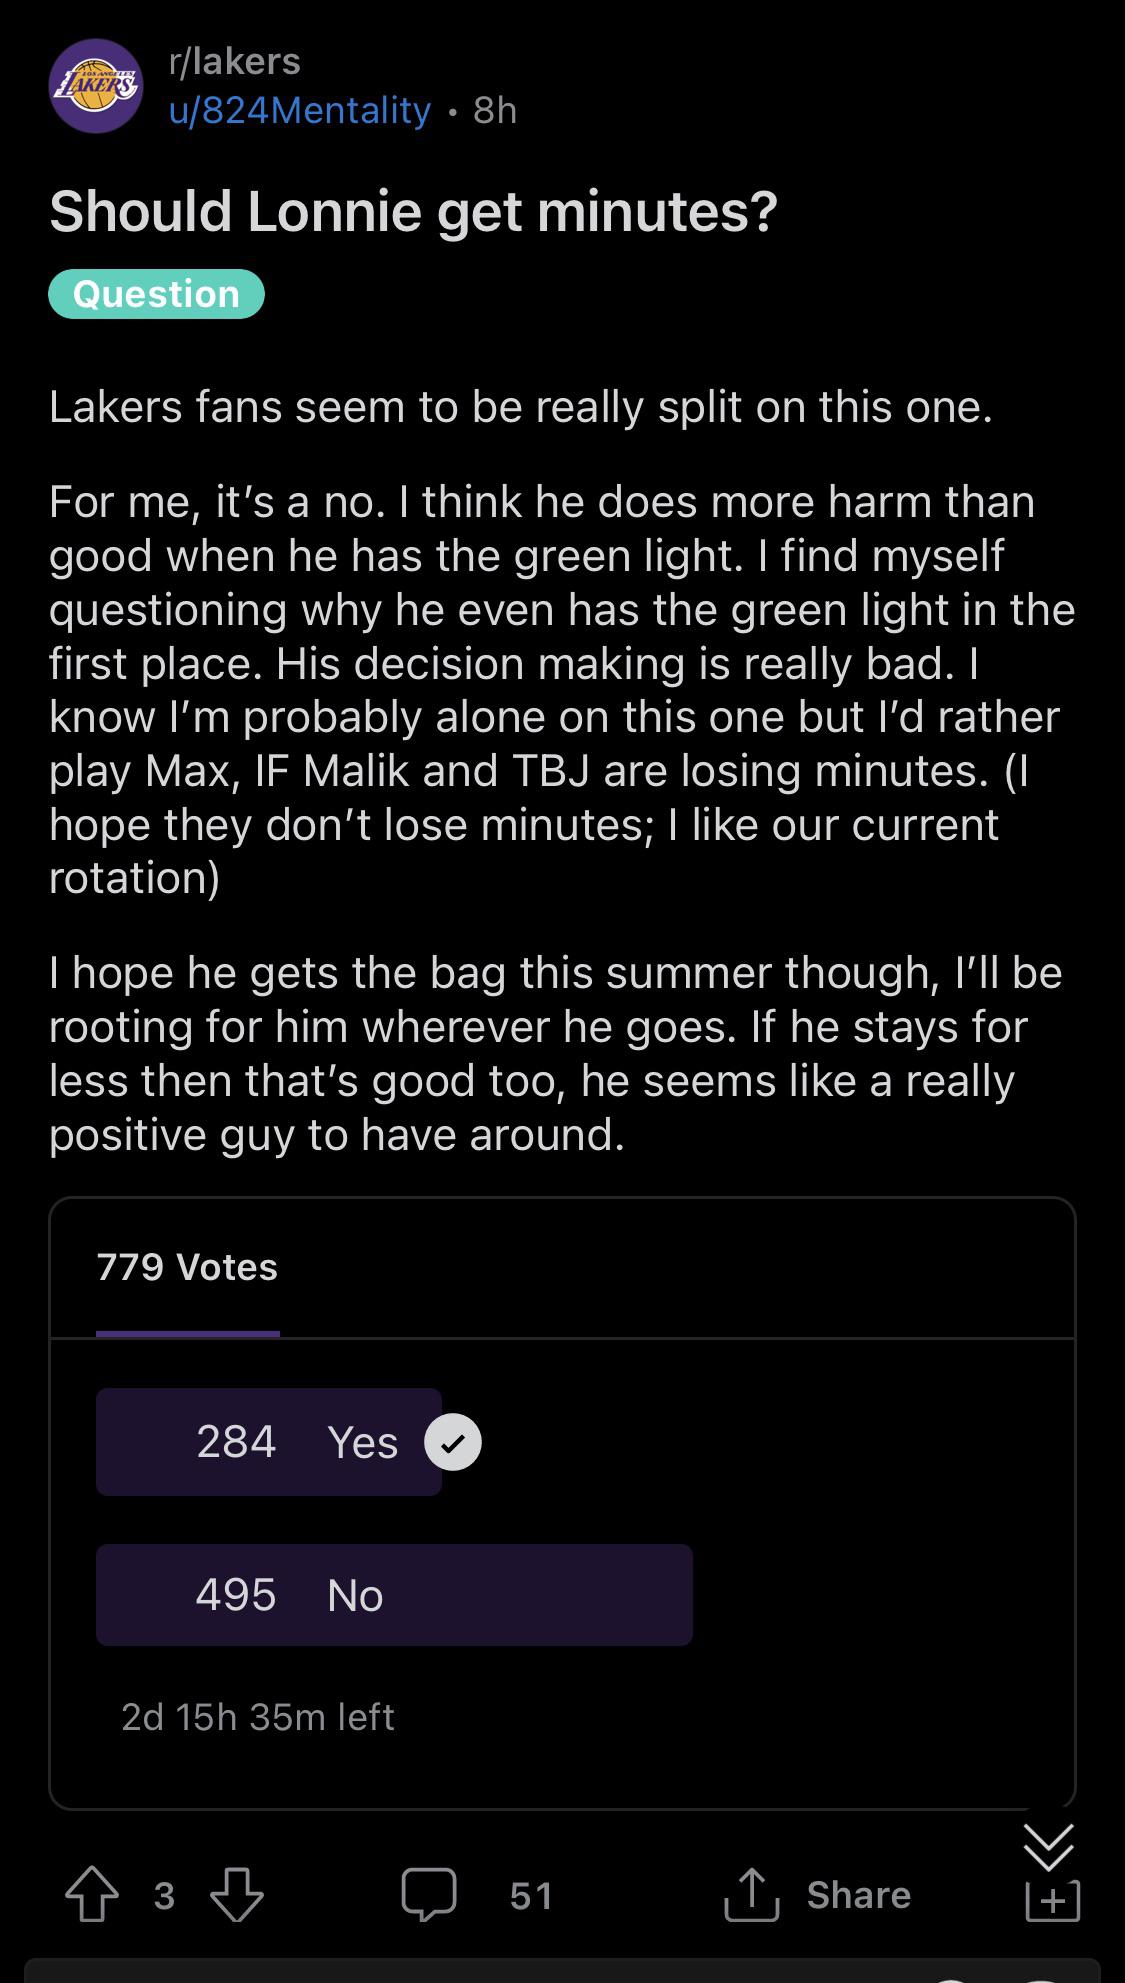 LOS ANGELES
LAKERS
r/lakers
u/824Mentality • 8h
Should Lonnie get minutes?
Question
Lakers fans seem to be really split on this one.
For me, it’s a no. I think he does more harm than
good when he has the green light. I find myself
questioning why he even has the green light in the
first place. His decision making is really bad. I
know I’m probably alone on this one but I’d rather
play Max, IF Malik and TBJ are losing minutes. (I
hope they don’t lose minutes; I like our current
rotation)
I hope he gets the bag this summer though, I’ll be
rooting for him wherever he goes. If he stays for
less then that’s good too, he seems like a really
positive guy to have around.
779 Votes
284 Yes
495 No
2d 15h 35m left
3 51 Share